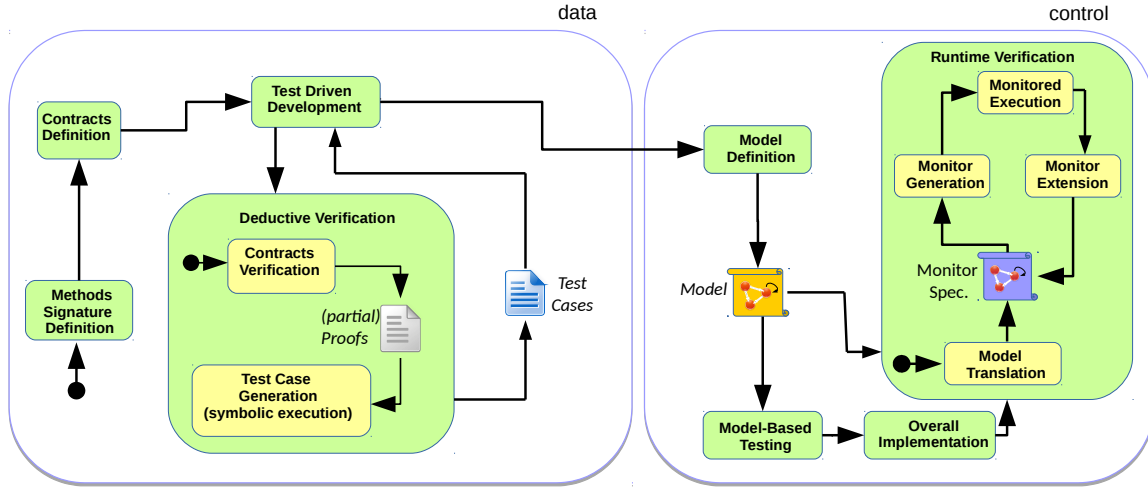 data
control
Contracts
Definition
Test Driven
Development
Methods
Signature
Definition
Deductive Verification
Contracts
Verification
(partial)
Proofs
Test Case
Generation
(symbolic execution)
Test
Cases
Model
Definition
Model
Model-Based
Testing
Overall
Implementation
Runtime Verification
Monitored
Execution
Monitor
Generation
Monitor
Extension
Monitor
Spec.
Model
Translation